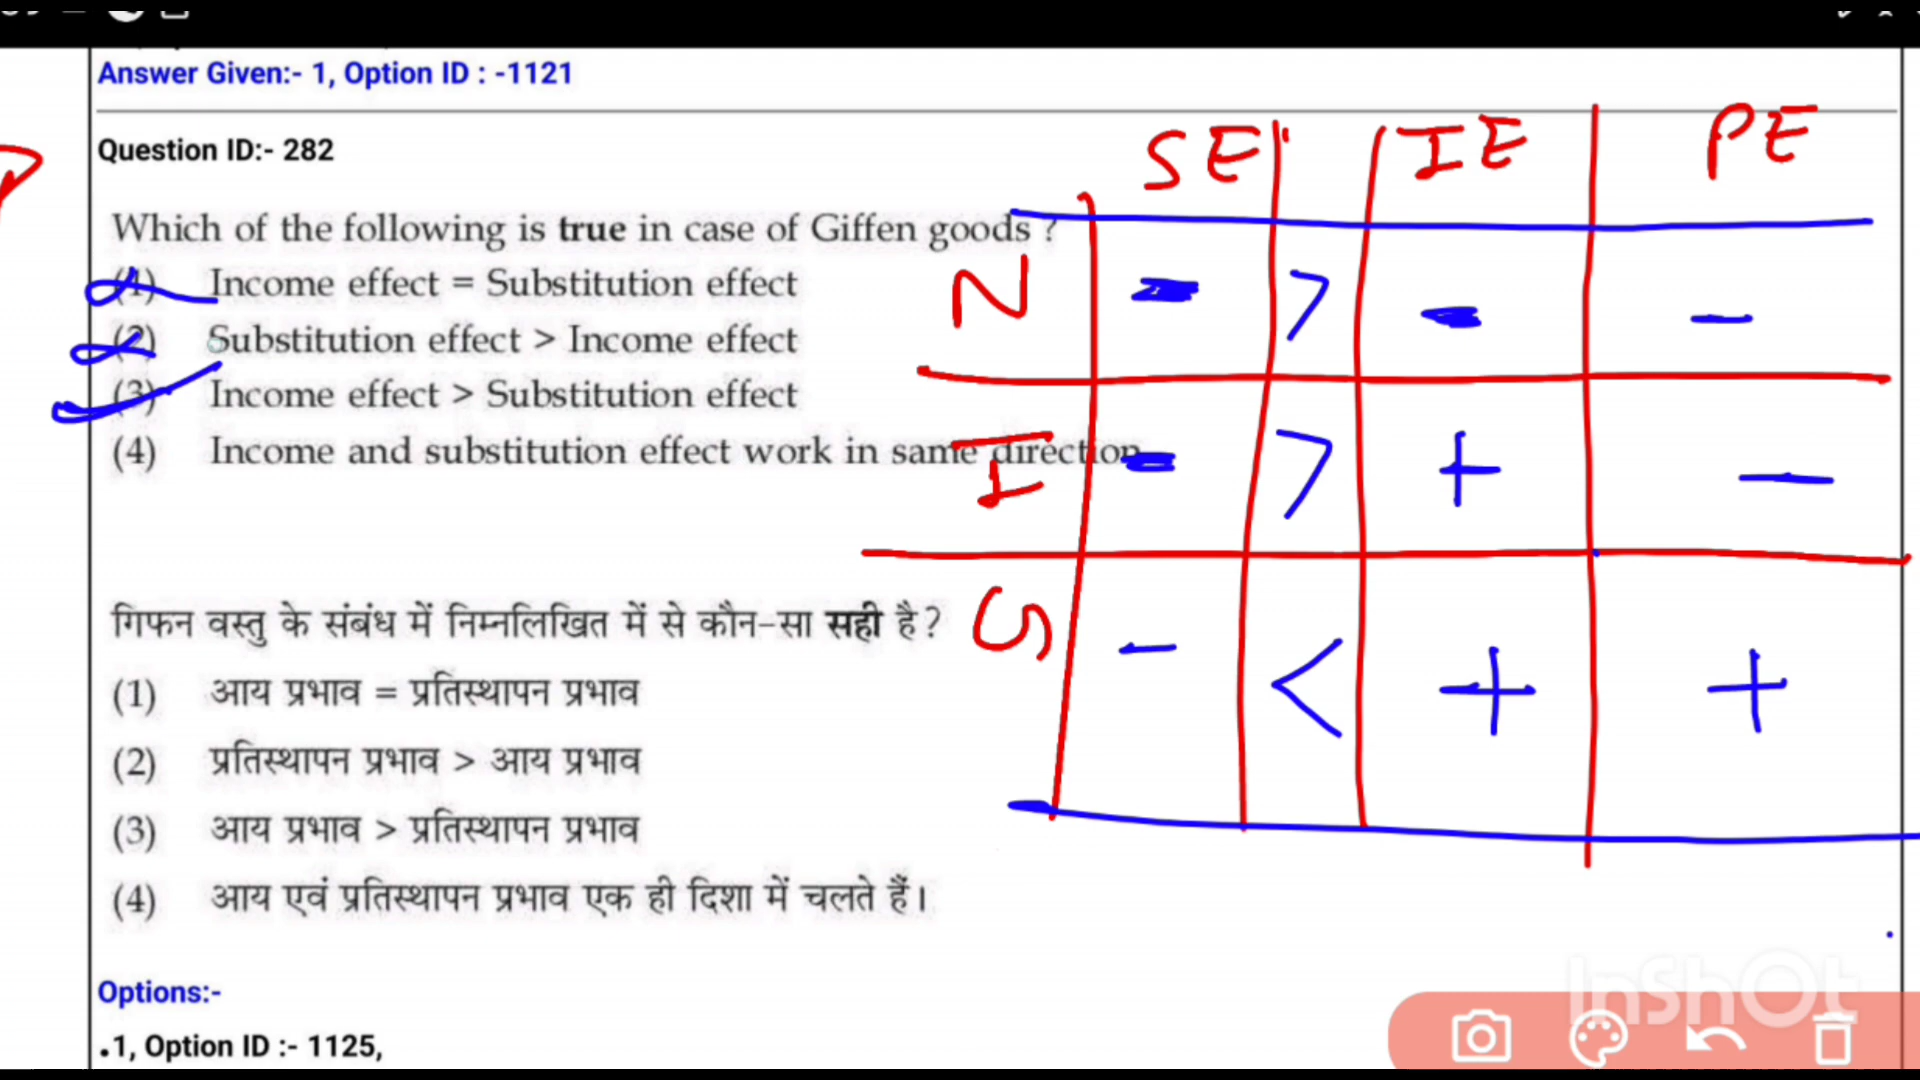 Answer Given:- 1, Option ID : -1121
Question ID:- 282
Which of the following is true in case of Giffen goods ?
(1) Income effect = Substitution effect
(2) Substitution effect > Income effect
(3) Income effect > Substitution effect
(4) Income and substitution effect work in same direction
SE IE PE
N - > - -
I - > + -
G - < + +
गिफन वस्तु के संबंध में निम्नलिखित में से कौन-सा सही है ?
(1) आय प्रभाव = प्रतिस्थापन प्रभाव
(2) प्रतिस्थापन प्रभाव > आय प्रभाव
(3) आय प्रभाव > प्रतिस्थापन प्रभाव
(4) आय एवं प्रतिस्थापन प्रभाव एक ही दिशा में चलते हैं।
Options:-
1, Option ID :- 1125,
InShOt